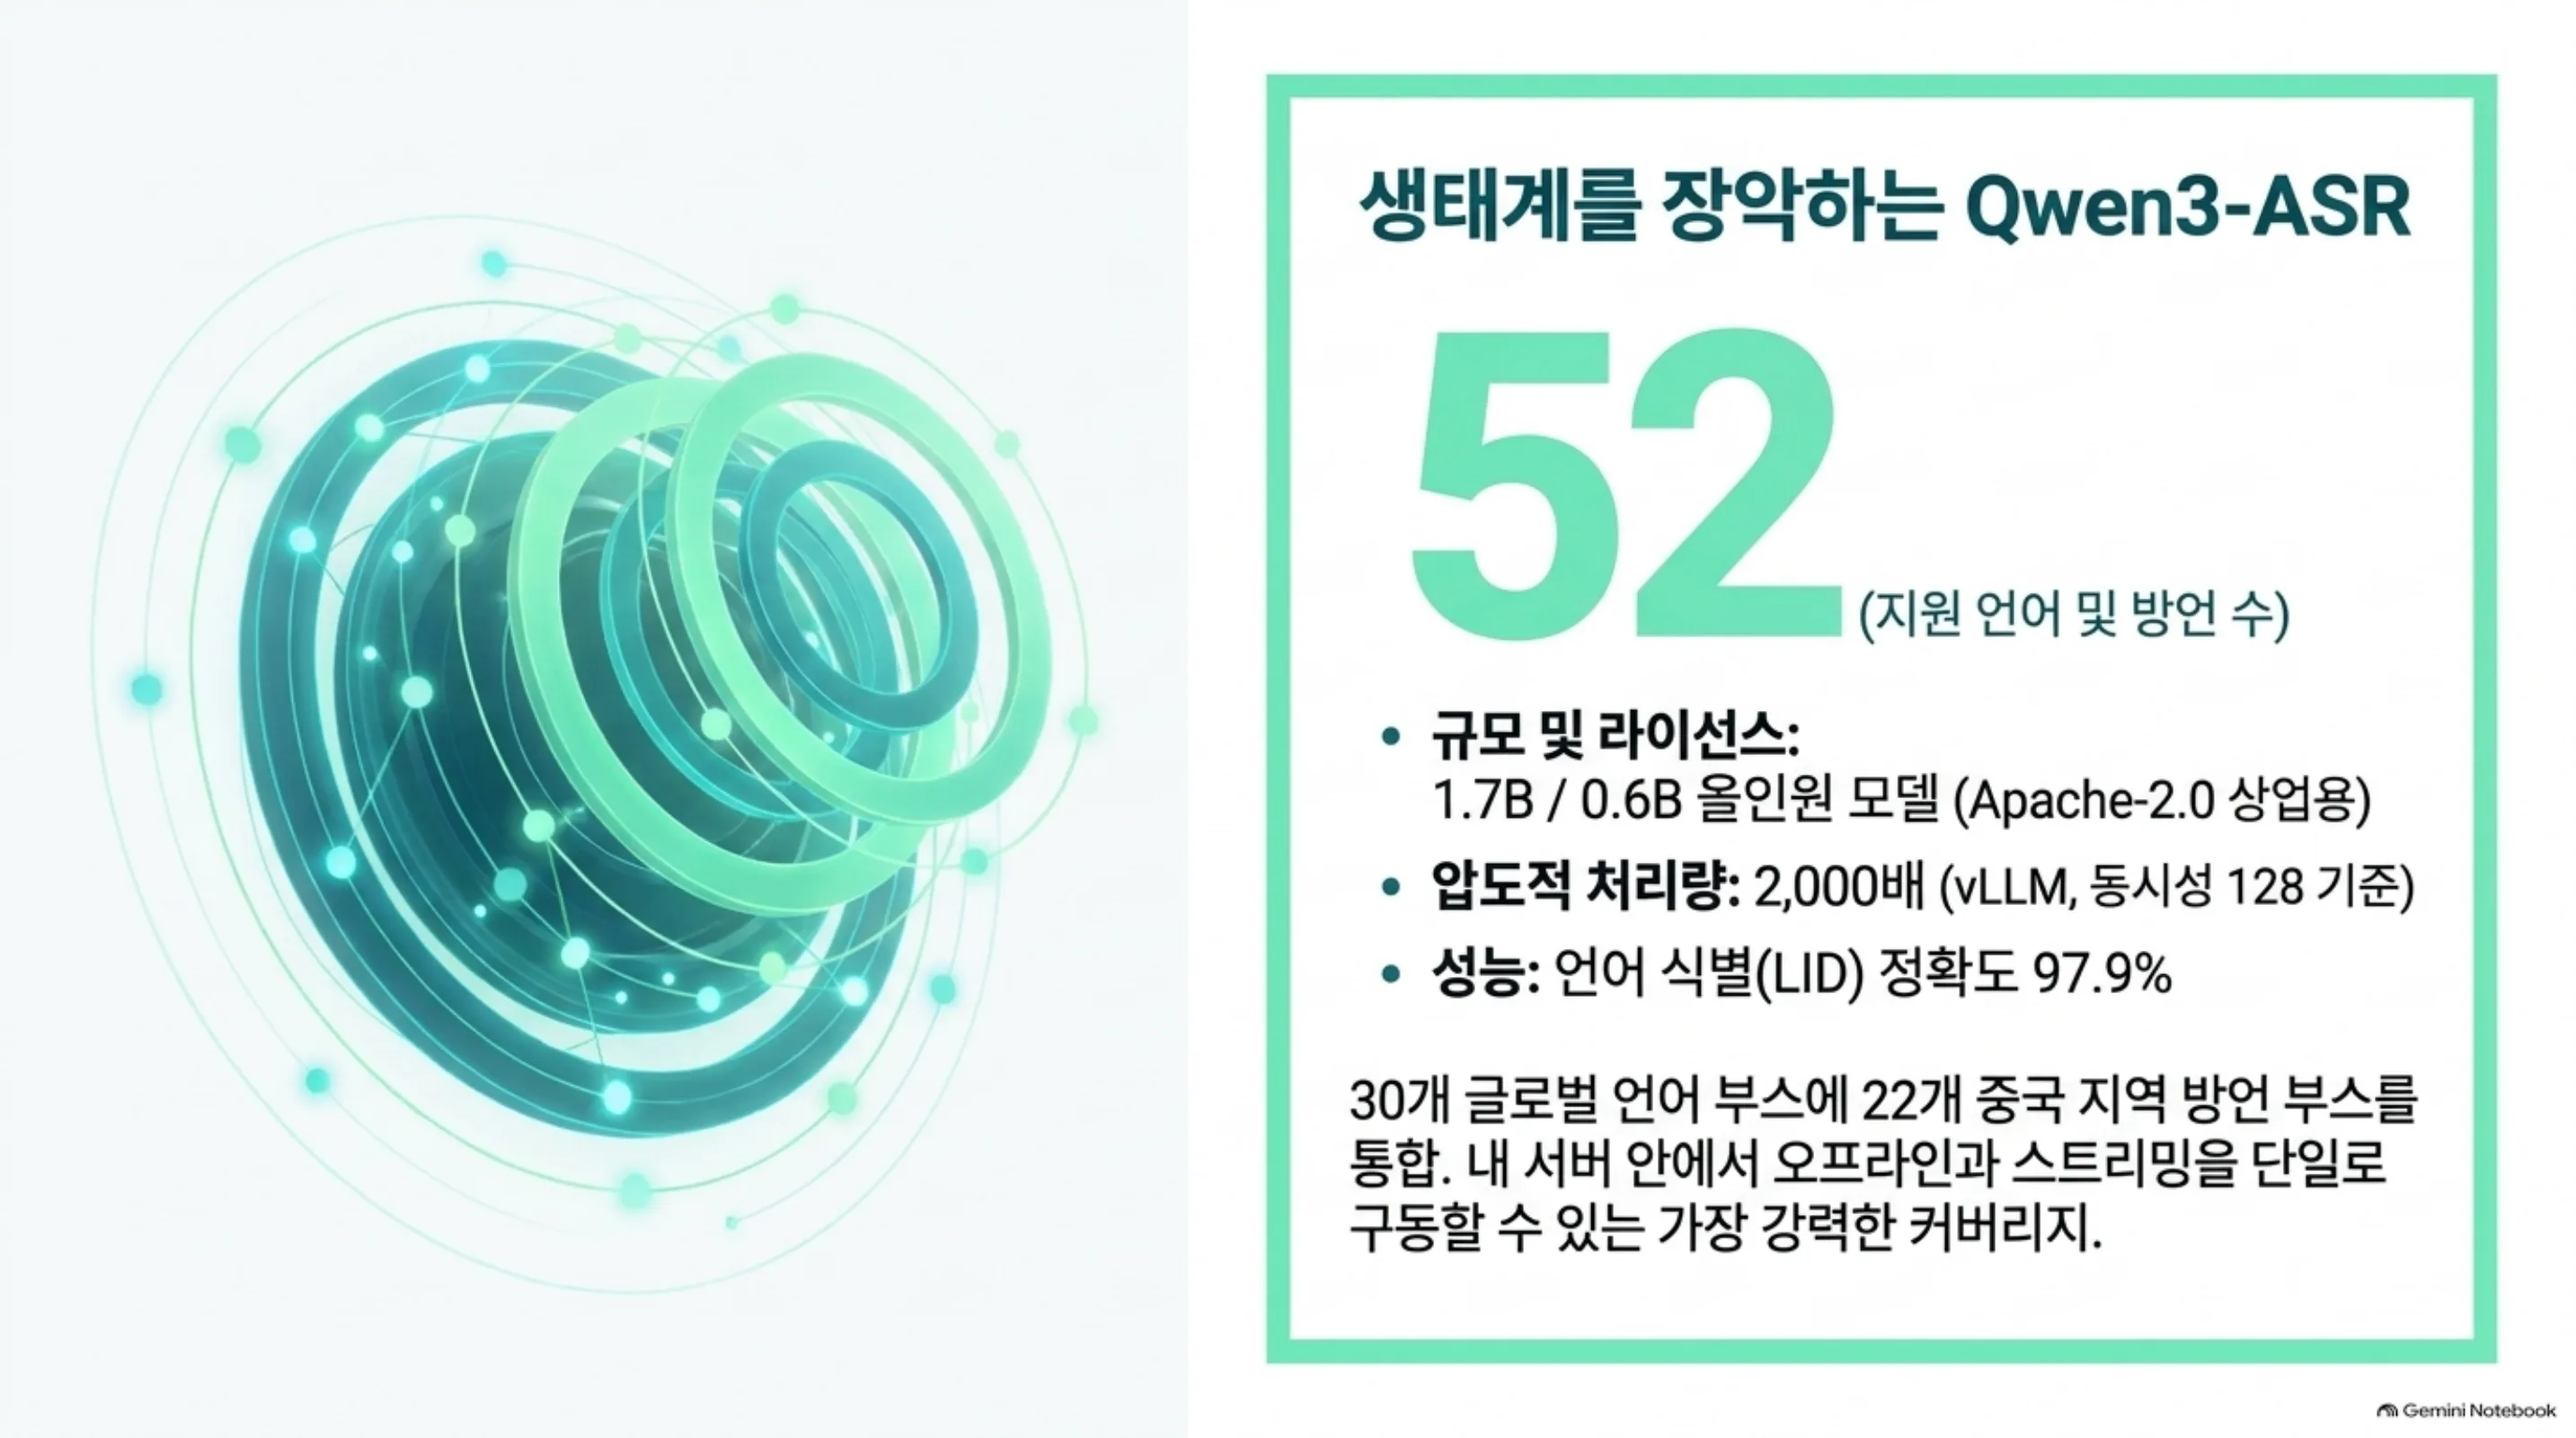 생태계를 장악하는 Qwen3-ASR
52 (지원 언어 및 방언 수)
• 규모 및 라이선스:
1.7B / 0.6B 올인원 모델 (Apache-2.0 상업용)
• 압도적 처리량: 2,000배 (vLLM, 동시성 128 기준)
• 성능: 언어 식별(LID) 정확도 97.9%
30개 글로벌 언어 부스에 22개 중국 지역 방언 부스를
통합. 내 서버 안에서 오프라인과 스트리밍을 단일로
구동할 수 있는 가장 강력한 커버리지.
Gemini Notebook